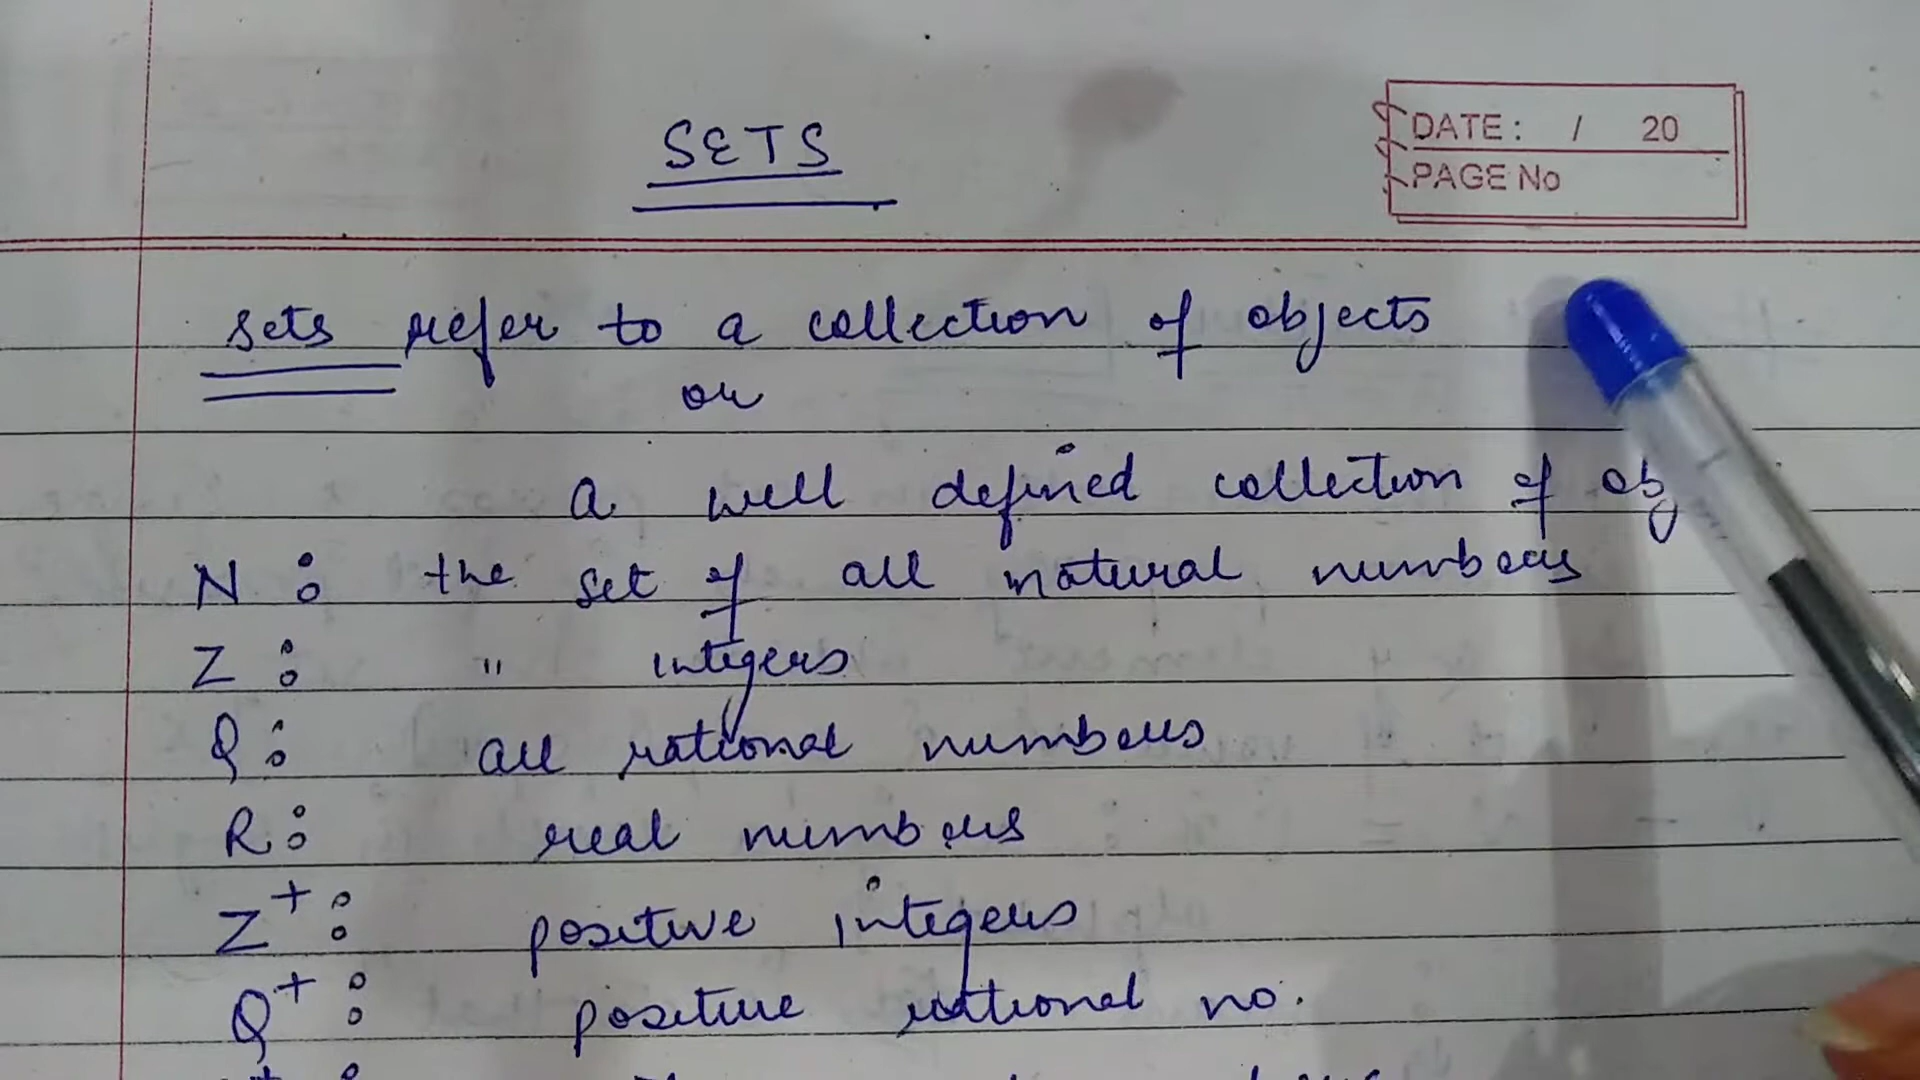 SETS
DATE: / 20
PAGE No
sets refer to a collection of objects
or
a well defined collection of obj
N : the set of all natural numbers
Z : " integers
Q : all rational numbers
R : real numbers
Z+ : positive integers
Q+ : positive rational no.